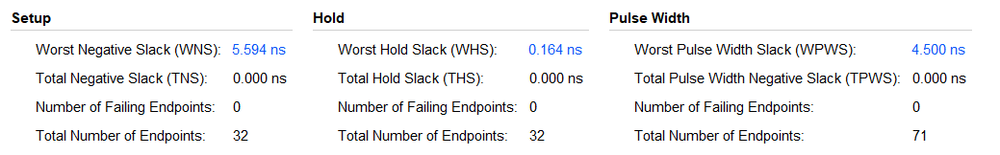 Setup
Worst Negative Slack (WNS): 5.594 ns
Total Negative Slack (TNS): 0.000 ns
Number of Failing Endpoints: 0
Total Number of Endpoints: 32
Hold
Worst Hold Slack (WHS): 0.164 ns
Total Hold Slack (THS): 0.000 ns
Number of Failing Endpoints: 0
Total Number of Endpoints: 32
Pulse Width
Worst Pulse Width Slack (WPWS): 4.500 ns
Total Pulse Width Negative Slack (TPWS): 0.000 ns
Number of Failing Endpoints: 0
Total Number of Endpoints: 71